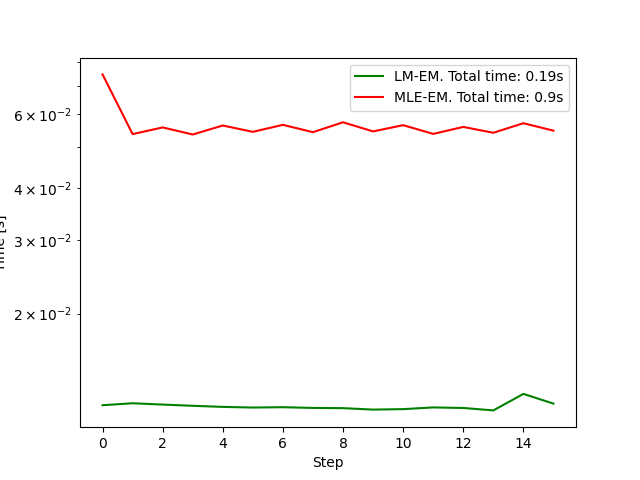 LM-EM. Total time: 0.19s
MLE-EM. Total time: 0.9s
6 × 10⁻²
4 × 10⁻²
3 × 10⁻²
2 × 10⁻²
0 2 4 6 8 10 12 14
Step